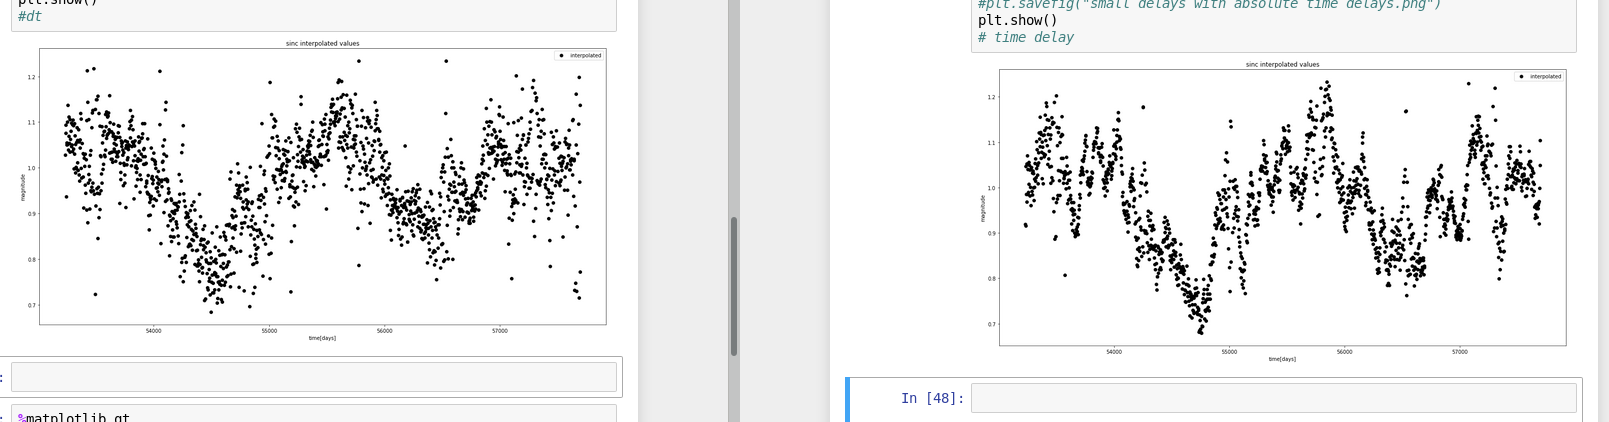 plt.show()
#dt
sinc interpolated values
interpolated
magnitude
1.2
1.1
1.0
0.9
0.8
0.7
54000
55000
56000
57000
time[days]
:
: %matplotlib qt
#plt.savefig("small delays with absolute time delays.png")
plt.show()
# time delay
sinc interpolated values
interpolated
magnitude
1.2
1.1
1.0
0.9
0.8
0.7
54000
55000
56000
57000
time[days]
In [48]: